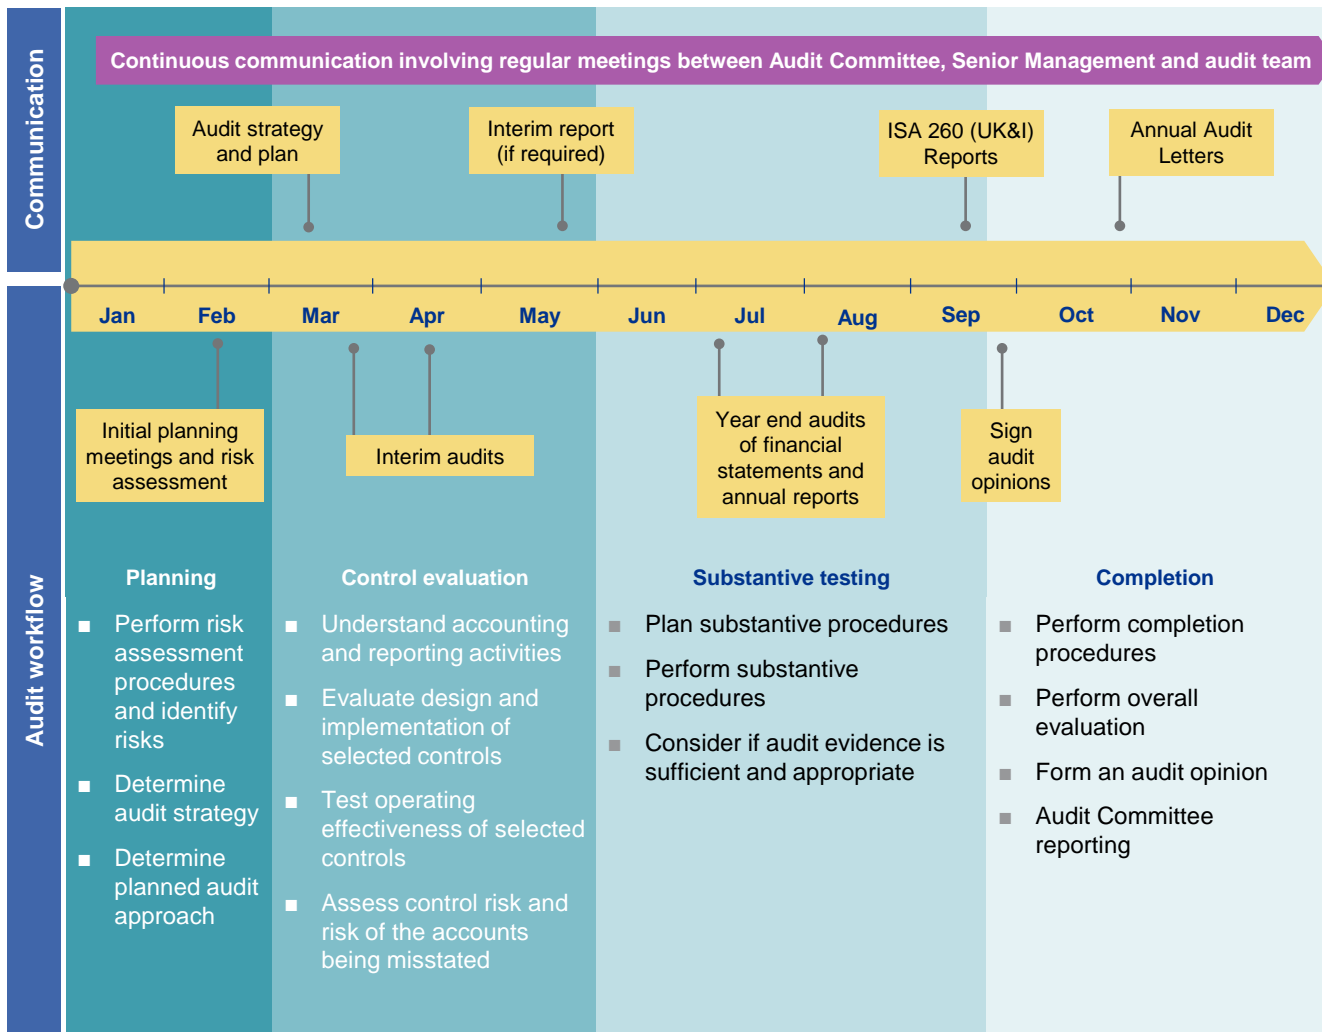 Communication
Continuous communication involving regular meetings between Audit Committee, Senior Management and audit team
Audit strategy
and plan
Interim report
(if required)
ISA 260 (UK&I)
Reports
Annual Audit
Letters
Jan Feb Mar Apr May Jun Jul Aug Sep Oct Nov Dec
Audit workflow
Initial planning
meetings and risk
assessment
Interim audits
Year end audits
of financial
statements and
annual reports
Sign
audit
opinions
Planning
■ Perform risk
assessment
procedures
and identify
risks
■ Determine
audit strategy
■ Determine
planned audit
approach
Control evaluation
■ Understand accounting
and reporting activities
■ Evaluate design and
implementation of
selected controls
■ Test operating
effectiveness of selected
controls
■ Assess control risk and
risk of the accounts
being misstated
Substantive testing
■ Plan substantive procedures
■ Perform substantive
procedures
■ Consider if audit evidence is
sufficient and appropriate
Completion
■ Perform completion
procedures
■ Perform overall
evaluation
■ Form an audit opinion
■ Audit Committee
reporting